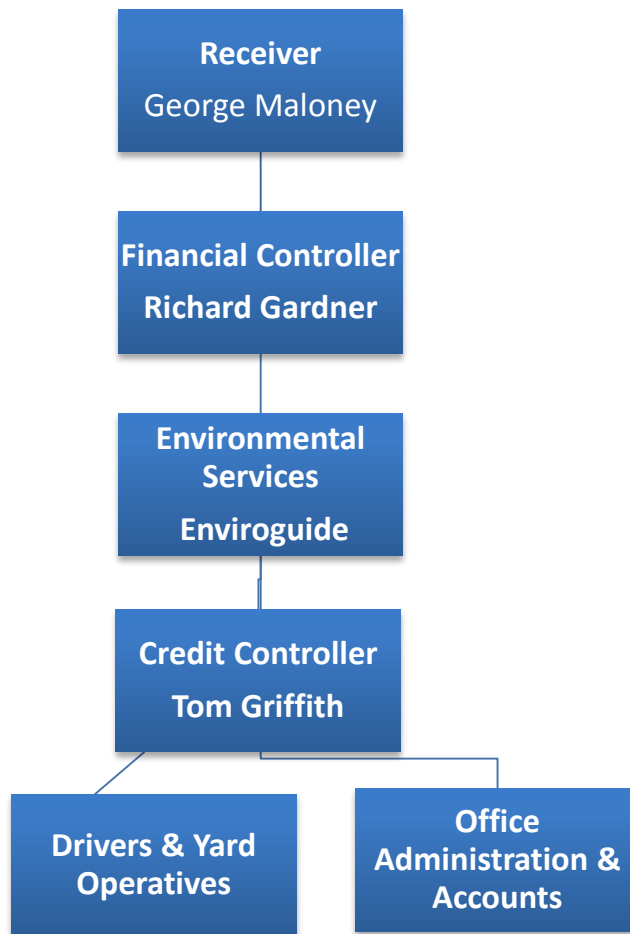 Receiver
George Maloney
Financial Controller
Richard Gardner
Environmental
Services
Enviroguide
Credit Controller
Tom Griffith
Drivers & Yard
Operatives
Office
Administration &
Accounts